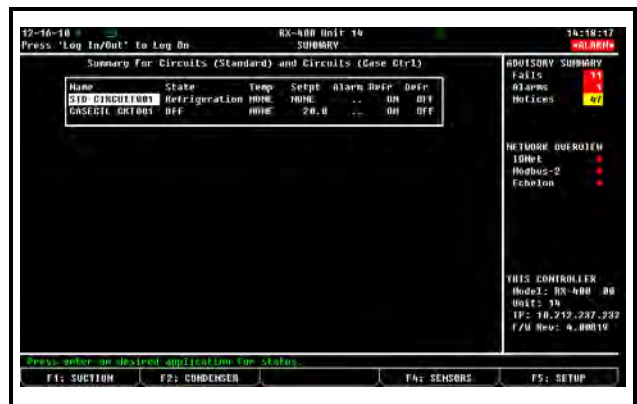 12-16-10
RX-400 Unit 14
14:18:17
Press 'Log In/Out' to Log On
SUMMARY
*ALARM*
Summary For Circuits (Standard) and Circuits (Case Ctrl)
Name State Temp Setpt Alarm Refr Defr
STD CIRCUIT001 Refrigeration NONE NONE .. ON OFF
CASECTL CKT001 OFF NONE 20.0 .. ON OFF
ADVISORY SUMMARY
Fails 11
Alarms
Notices 47
NETWORK OVERVIEW
IONet
Modbus-2
Echelon
THIS CONTROLLER
Model: RX-400 00
Unit: 14
IP: 10.212.237.232
F/W Rev:
Press enter on desired application for status.
F1: SUCTION
F2: CONDENSER
F4: SENSORS
F5: SETUP